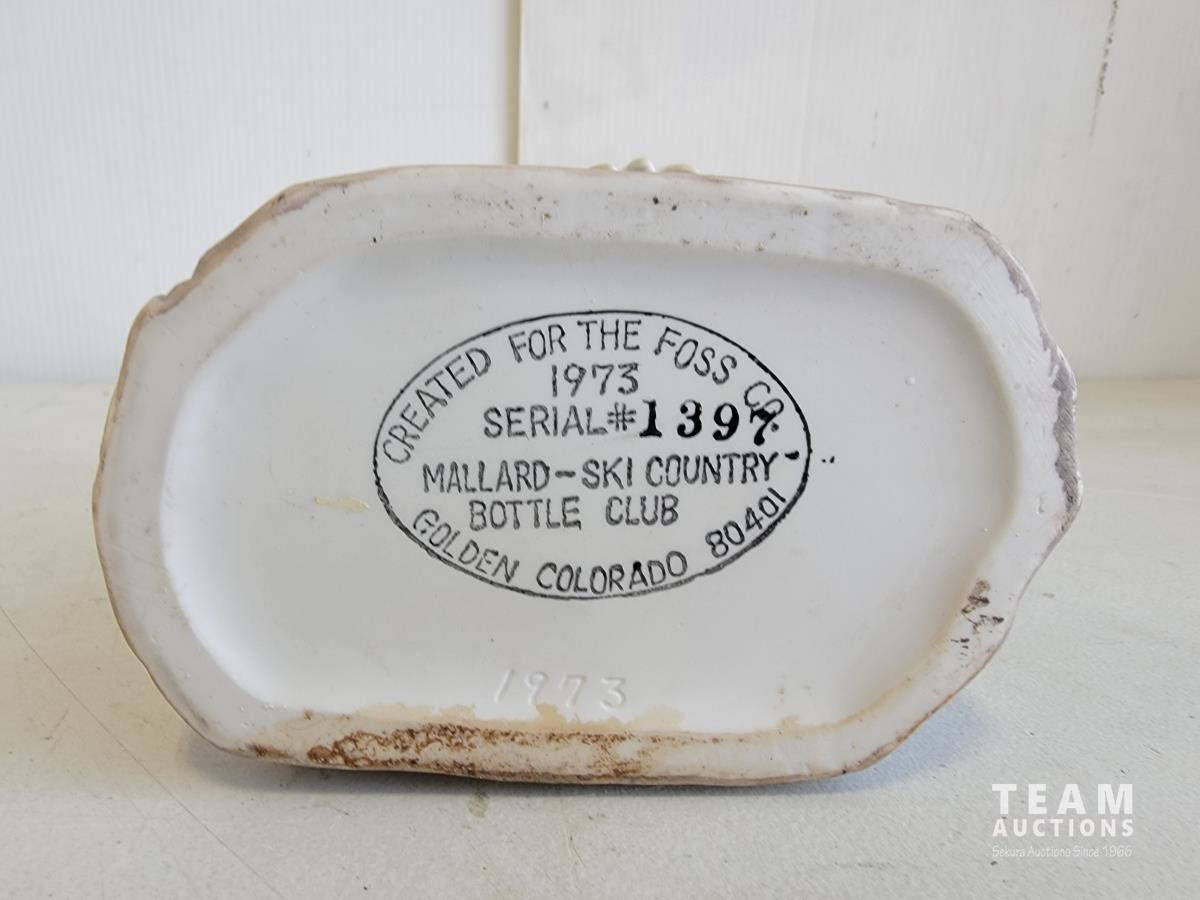 CREATED FOR THE FOSS CO.
1973
SERIAL# 1397
MALLARD-SKI COUNTRY
BOTTLE CLUB
GOLDEN COLORADO 80401
1973
TEAM
AUCTIONS
Sekura Auctions Since 1966